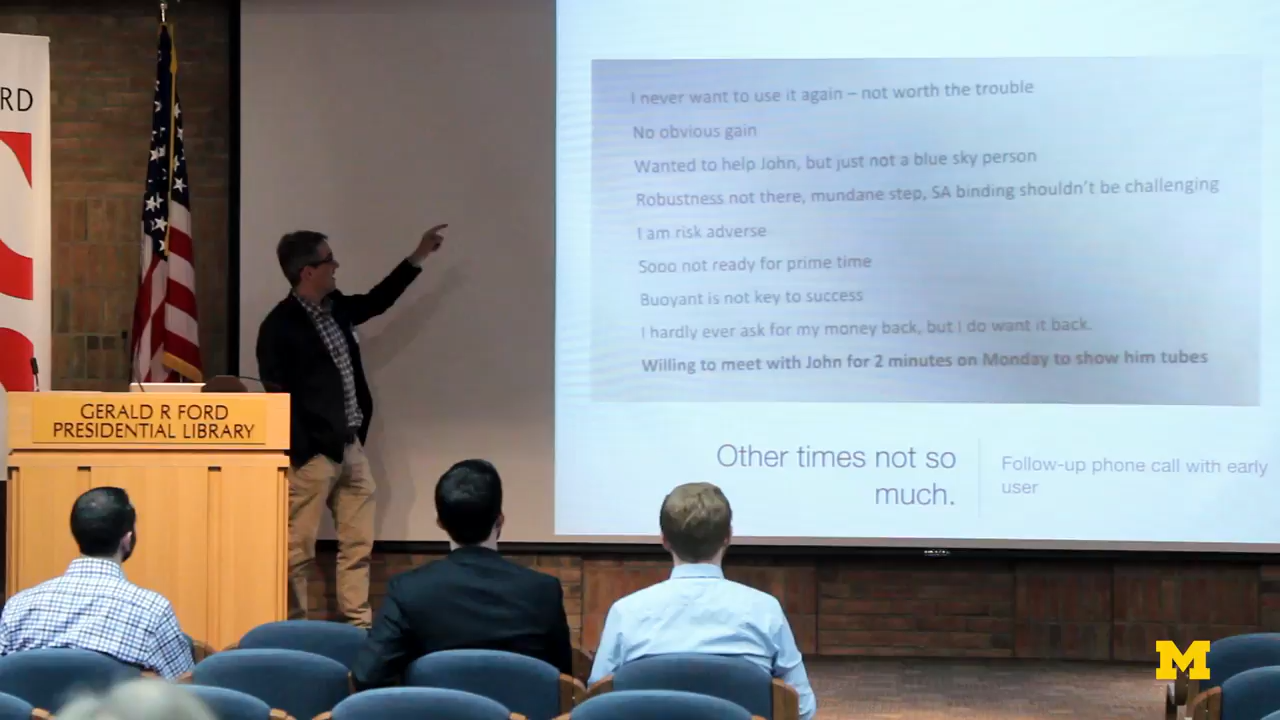 RD
I never want to use it again – not worth the trouble
No obvious gain
Wanted to help John, but just not a blue sky person
Robustness not there, mundane step, SA binding shouldn't be challenging
I am risk adverse
Sono not ready for prime time
Buoyant is not key to success
I hardly ever ask for my money back, but I do want it back.
Willing to meet with John for 2 minutes on Monday to show him tubes
Other times not so
much.
Follow-up phone call with early
user
GERALD R FORD
PRESIDENTIAL LIBRARY
M